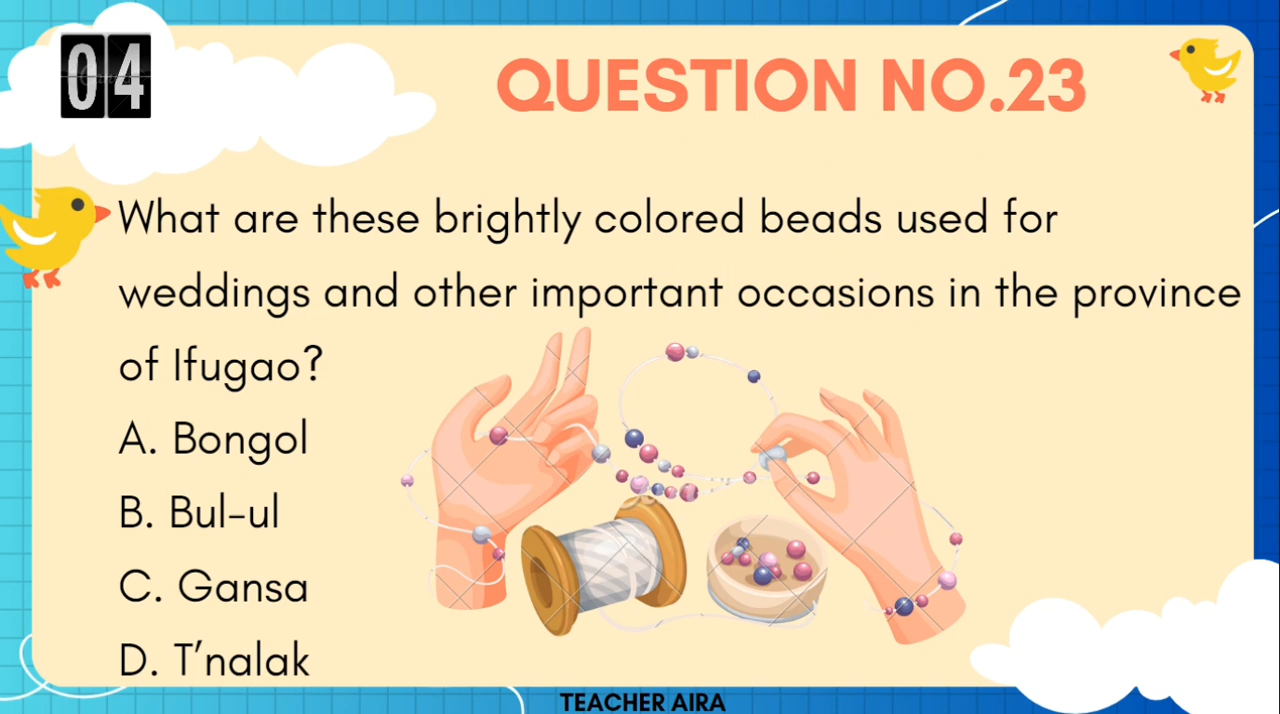 04
QUESTION NO.23
What are these brightly colored beads used for
weddings and other important occasions in the province
of Ifugao?
A. Bongol
B. Bul-ul
C. Gansa
D. T'nalak
TEACHER AIRA